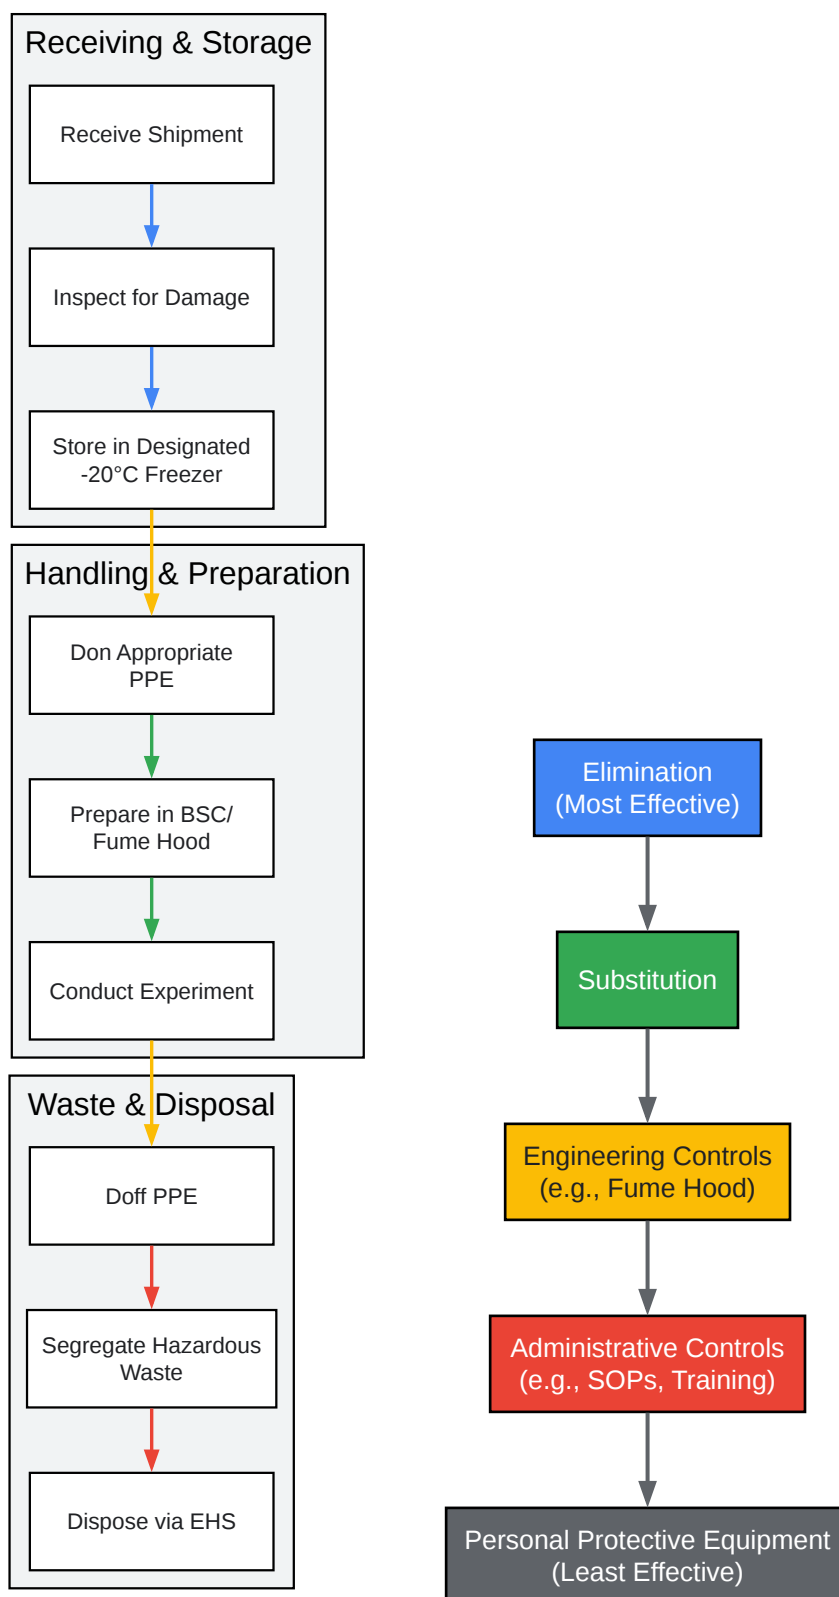 Receiving & Storage
Receive Shipment
Inspect for Damage
Store in Designated
-20°C Freezer
Handling & Preparation
Don Appropriate
PPE
Prepare in BSC/
Fume Hood
Conduct Experiment
Waste & Disposal
Doff PPE
Segregate Hazardous
Waste
Dispose via EHS
Elimination
(Most Effective)
Substitution
Engineering Controls
(e.g., Fume Hood)
Administrative Controls
(e.g., SOPs, Training)
Personal Protective Equipment
(Least Effective)